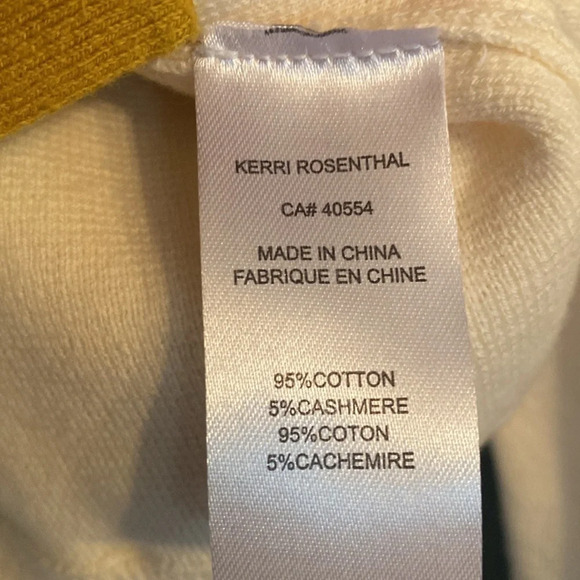 KERRI ROSENTHAL
CA# 40554
MADE IN CHINA
FABRIQUE EN CHINE
95%COTTON
5%CASHMERE
95%COTON
5%CACHEMIRE